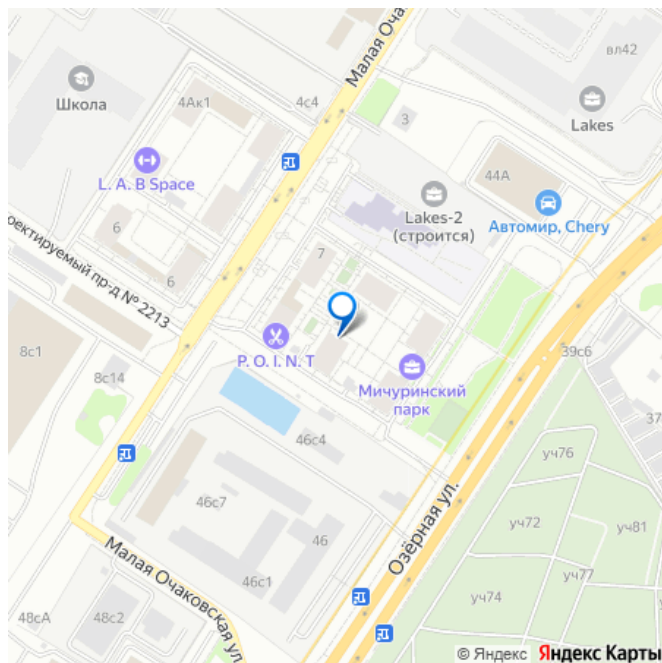 Малая Очак
вл42
Школа
4Ак1
4с4
3
Lakes
L. A. B Space
44А
Lakes-2
(строится)
Автомир, Chery
6
7
6
роектируемый пр-д № 2213
P. O. I. N. T
39с6
8с1
8с14
Мичуринский
парк
37
46с4
уч76
46с7
Озёрная ул.
уч72
уч81
46
Малая Очаковская ул
46с1
уч77
уч74
48сА
48с2
© Яндекс Яндекс Карты